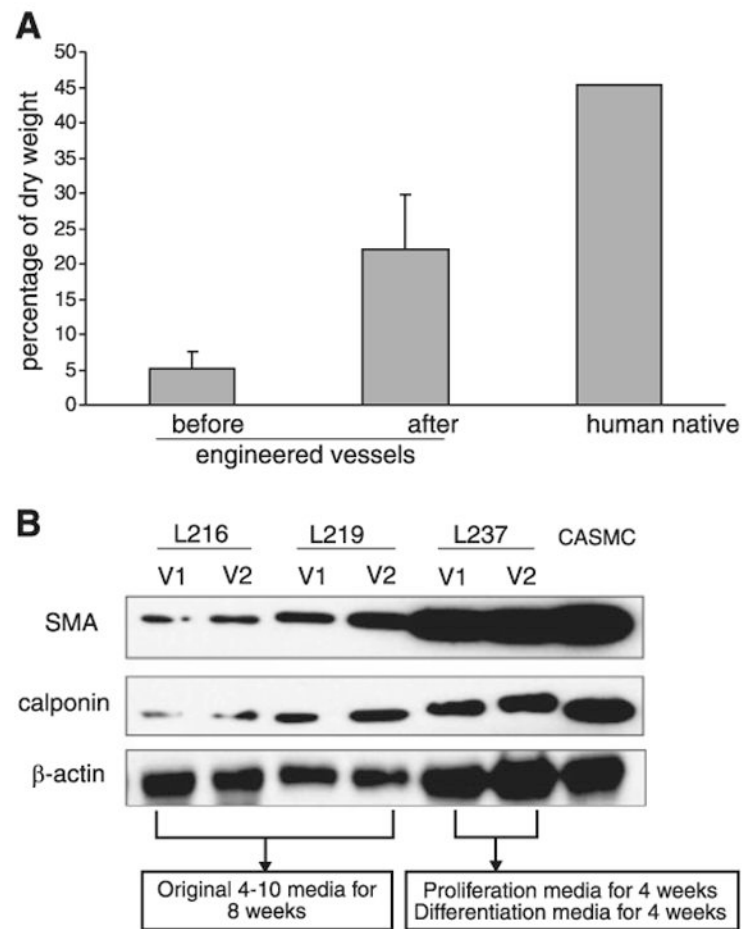 A
percentage of dry weight
50
45
40
35
30
25
20
15
10
5
0
before
after
human native
engineered vessels
B
L216
L219
L237
CASMC
V1
V2
V1
V2
V1
V2
SMA
calponin
β-actin
Original 4-10 media for
8 weeks
Proliferation media for 4 weeks
Differentiation media for 4 weeks